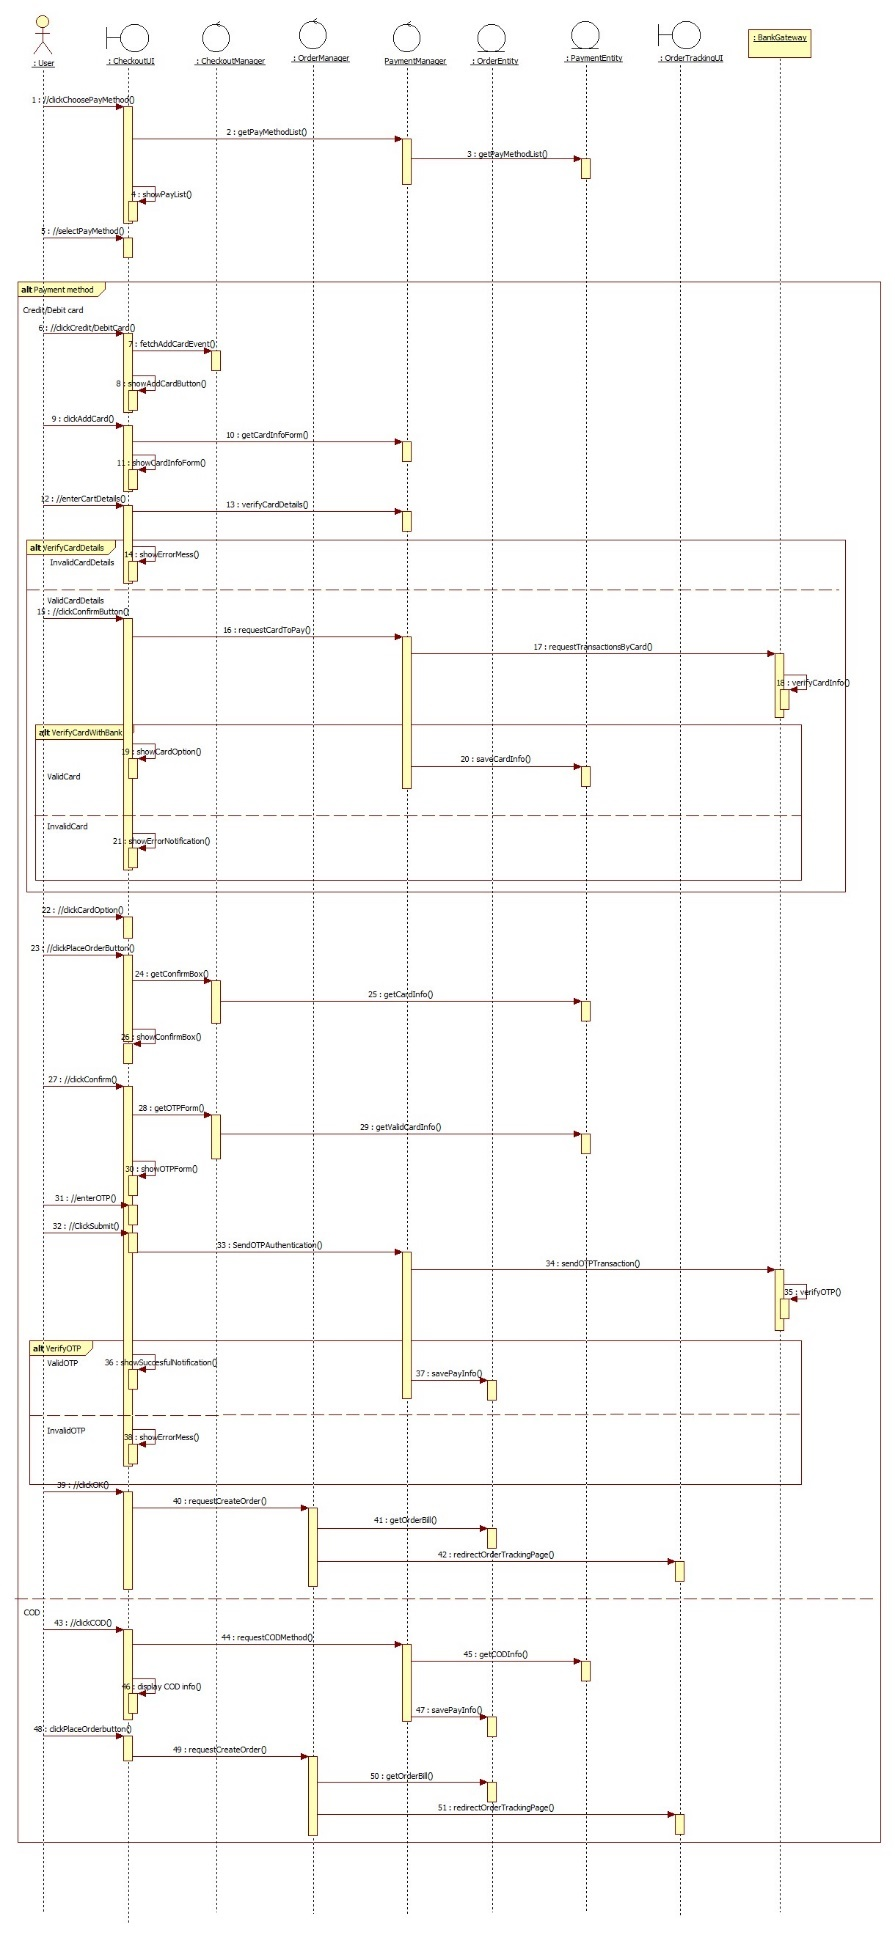 : User
: CheckoutUI
: CheckoutManager
: OrderManager
PaymentManager
: OrderEntity
: PaymentEntity
: OrderTrackingUI
: BankGateway
1 : //clickChoosePayMethod()
2 : getPayMethodList()
3 : getPayMethodList()
4 : showPayList()
5 : //selectPayMethod()
alt Payment method
Credit/Debit card
6 : //clickCredit/DebitCard()
7 : fetchAddCardEvent()
8 : showAddCardButton()
9 : clickAddCard()
10 : getCardInfoForm()
11 : showCardInfoForm()
12 : //enterCartDetails()
13 : verifyCardDetails()
alt VerifyCardDetails
14 : showErrorMess()
InvalidCardDetails
ValidCardDetails
15 : //clickConfirmButton()
16 : requestCardToPay()
17 : requestTransactionsByCard()
18 : verifyCardInfo()
alt VerifyCardWithBank
19 : showCardOption()
20 : saveCardInfo()
ValidCard
InvalidCard
21 : showErrorNotification()
22 : //clickCardOption()
23 : //clickPlaceOrderButton()
24 : getConfirmBox()
25 : getCardInfo()
26 : showConfirmBox()
27 : //clickConfirm()
28 : getOTPForm()
29 : getValidCardInfo()
30 : showOTPForm()
31 : //enterOTP()
32 : //ClickSubmit()
33 : SendOTPAuthentication()
34 : sendOTPTransaction()
35 : verifyOTP()
alt VerifyOTP
ValidOTP
36 : showSuccesfulNotification()
37 : savePayInfo()
InvalidOTP
38 : showErrorMess()
39 : //clickOK()
40 : requestCreateOrder()
41 : getOrderBill()
42 : redirectOrderTrackingPage()
COD
43 : //clickCOD()
44 : requestCODMethod()
45 : getCODInfo()
46 : display COD info()
47 : savePayInfo()
48 : clickPlaceOrderbutton()
49 : requestCreateOrder()
50 : getOrderBill()
51 : redirectOrderTrackingPage()